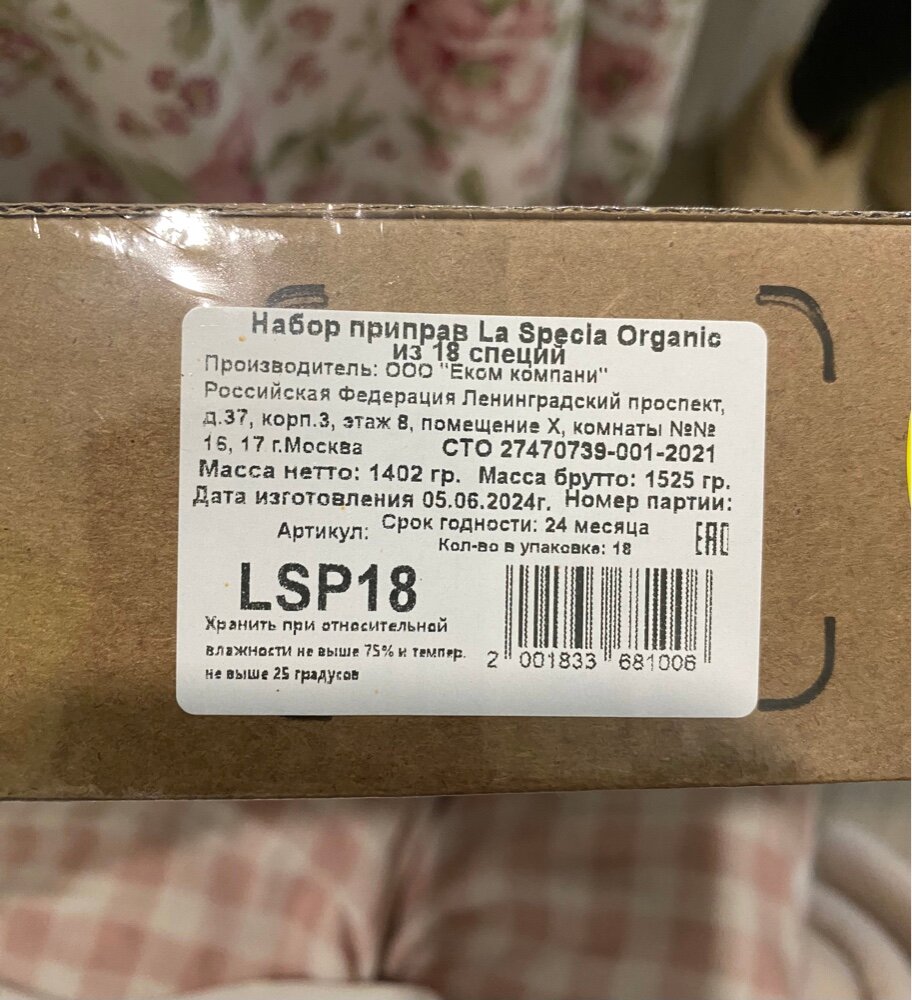 Набор приправ La Specia Organic
из 18 специй
Производитель: ООО "Еком компани"
Российская Федерация Ленинградский проспект,
д.37, корп.3, этаж 8, помещение X, комнаты №№
16, 17 г.Москва СТО 27470739-001-2021
Масса нетто: 1402 гр. Масса брутто: 1525 гр.
Дата изготовления 05.06.2024г. Номер партии:
Артикул: Срок годности: 24 месяца
Кол-во в упаковке: 18
EAC
LSP18
Хранить при относительной
влажности не выше 75% и темпер.
не выше 25 градусов
2 001833 681006